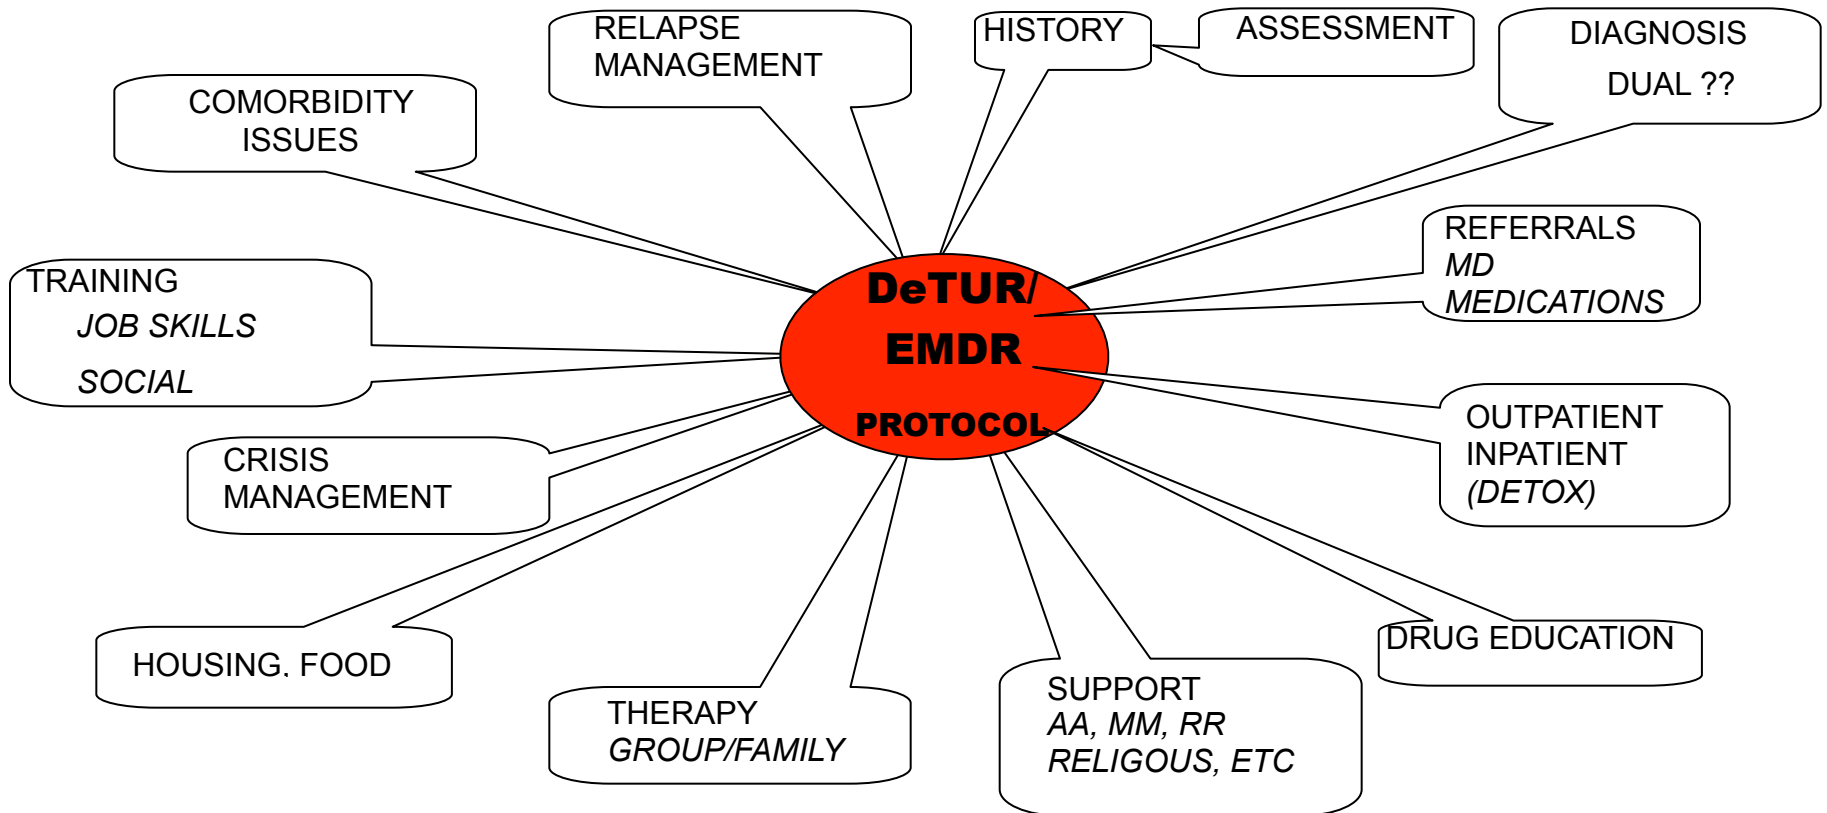 RELAPSE
MANAGEMENT
HISTORY
ASSESSMENT
DIAGNOSIS
DUAL ??
COMORBIDITY
ISSUES
REFERRALS
MD
MEDICATIONS
TRAINING
JOB SKILLS
SOCIAL
DeTUR/
EMDR
PROTOCOL
OUTPATIENT
INPATIENT
(DETOX)
CRISIS
MANAGEMENT
DRUG EDUCATION
HOUSING, FOOD
THERAPY
GROUP/FAMILY
SUPPORT
AA, MM, RR
RELIGOUS, ETC